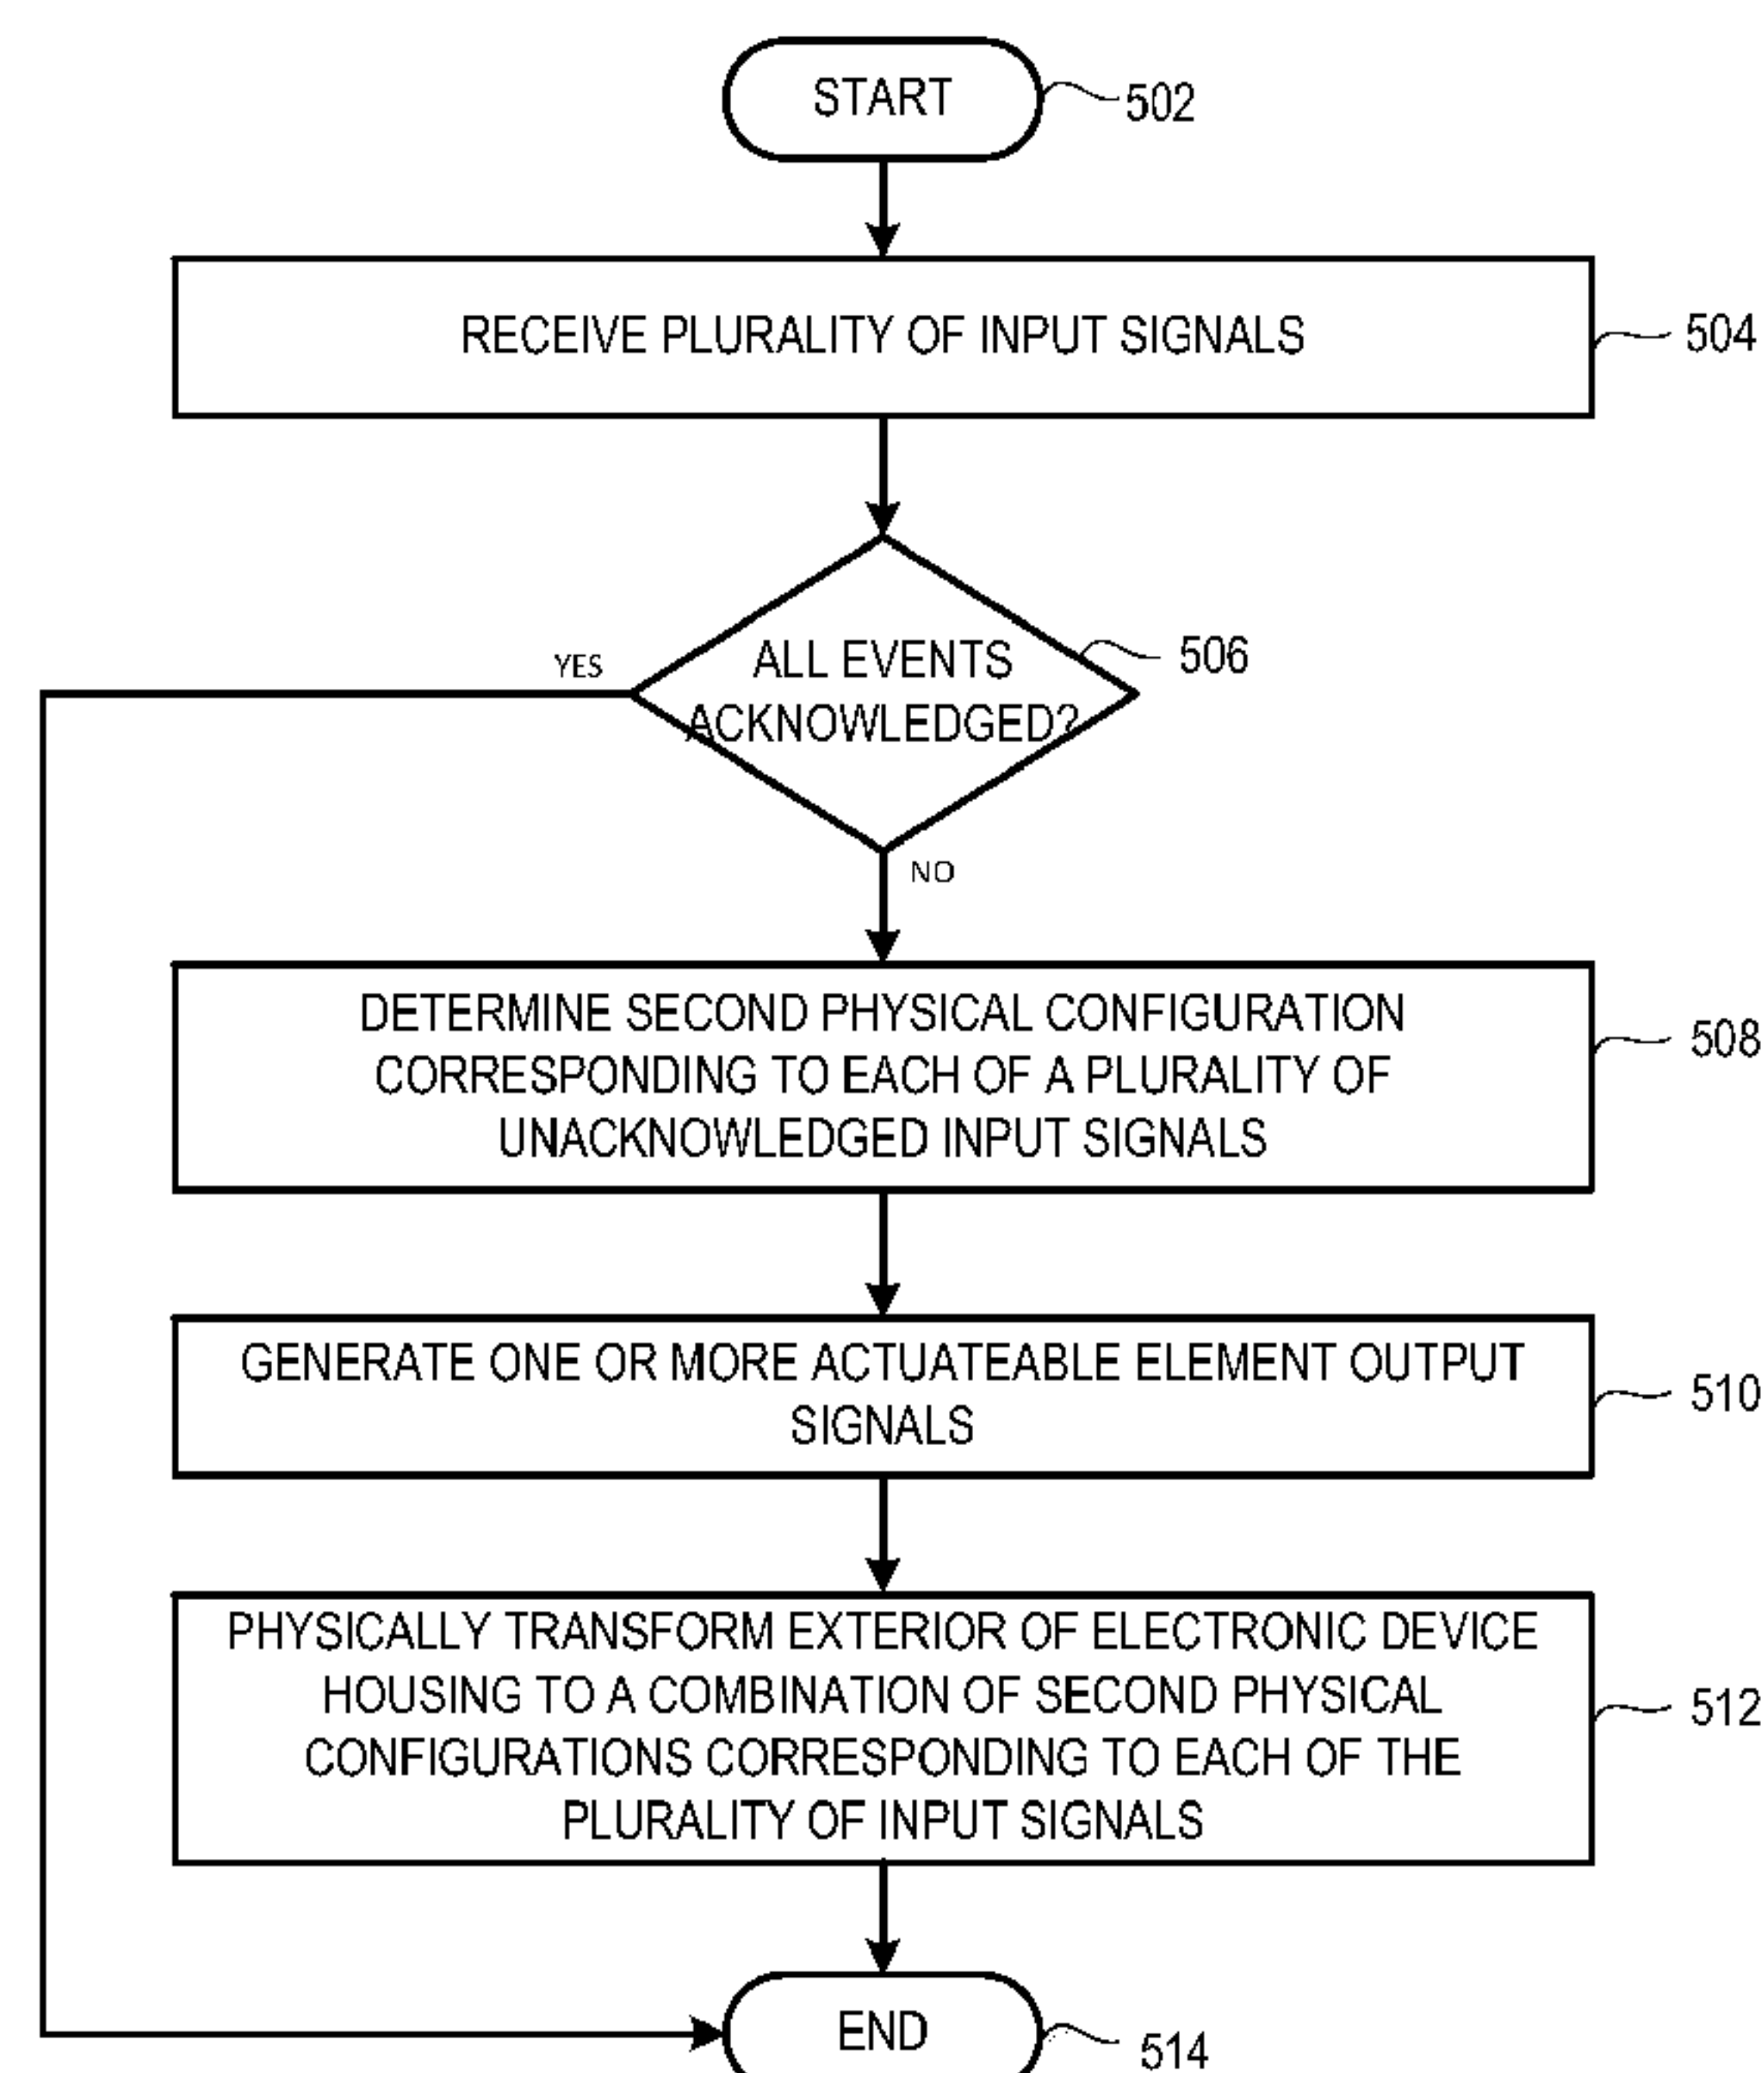 START
502
RECEIVE PLURALITY OF INPUT SIGNALS
504
ALL EVENTS
ACKNOWLEDGED?
506
YES
NO
DETERMINE SECOND PHYSICAL CONFIGURATION
CORRESPONDING TO EACH OF A PLURALITY OF
UNACKNOWLEDGED INPUT SIGNALS
508
GENERATE ONE OR MORE ACTUATEABLE ELEMENT OUTPUT
SIGNALS
510
PHYSICALLY TRANSFORM EXTERIOR OF ELECTRONIC DEVICE
HOUSING TO A COMBINATION OF SECOND PHYSICAL
CONFIGURATIONS CORRESPONDING TO EACH OF THE
PLURALITY OF INPUT SIGNALS
512
END
514